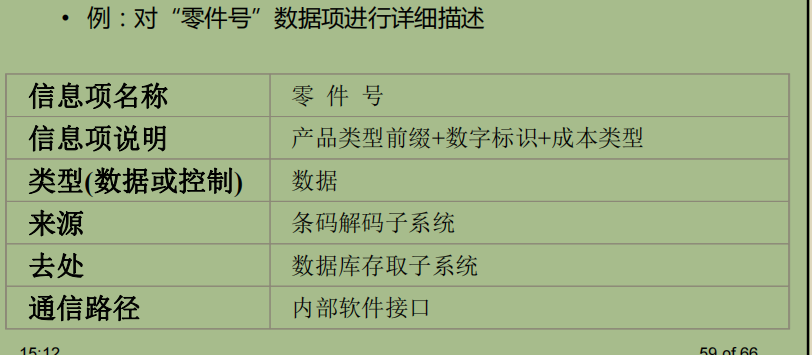 • 例：对“零件号”数据项进行详细描述
信息项名称 零 件 号
信息项说明 产品类型前缀+数字标识+成本类型
类型(数据或控制) 数据
来源 条码解码子系统
去处 数据库存取子系统
通信路径 内部软件接口
15:12 59 of 66